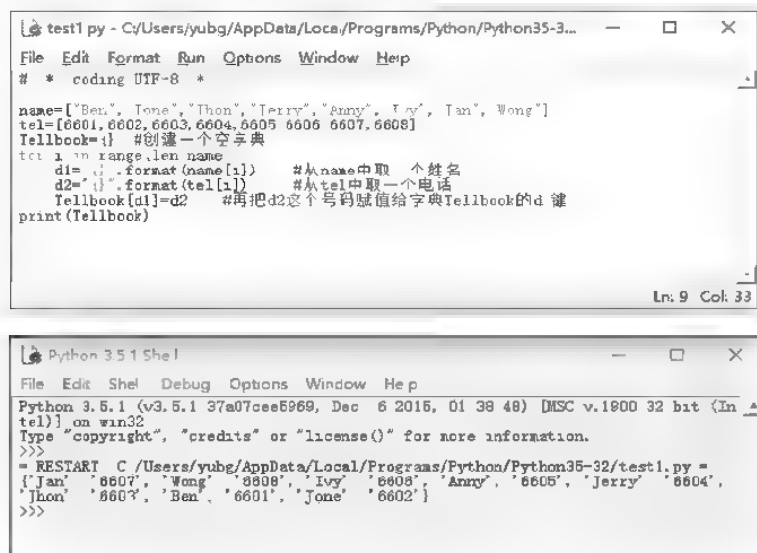 test1 py - C:/Users/yubg/AppData/Local/Programs/Python/Python35-3...
File Edit Format Run Options Window Help
# * coding UTF-8 *
name=["Ben", Jone","Jhon","Jerry","Anny", Ivy", Jan", Wong"]
tel=[6601,6602,6603,6604,6605 6606 6607,6608]
Tellbook={} #创建一个空字典
for i in range(len name
d1= {} .format(name[i]) #从name中取 个姓名
d2="{}".format(tel[i]) #从tel中取一个电话
Tellbook[d1]=d2 #再把d2这个号码赋值给字典Tellbook的d 键
print(Tellbook)
Ln: 9 Col: 33
Python 3.5 1 Shell
File Edit Shell Debug Options Window Help
Python 3.5.1 (v3.5.1 37a07cee5969, Dec 6 2015, 01 38 48) [MSC v.1900 32 bit (In
tel)] on win32
Type "copyright", "credits" or "license()" for more information.
>>>
= RESTART C /Users/yubg/AppData/Local/Programs/Python/Python35-32/test1.py =
{'Jan' '6607', 'Wong' '6608', 'Ivy' '6606', 'Anny', '6605', 'Jerry' '6604',
'Jhon' '6603', 'Ben', '6601', 'Jone' '6602'}
>>>